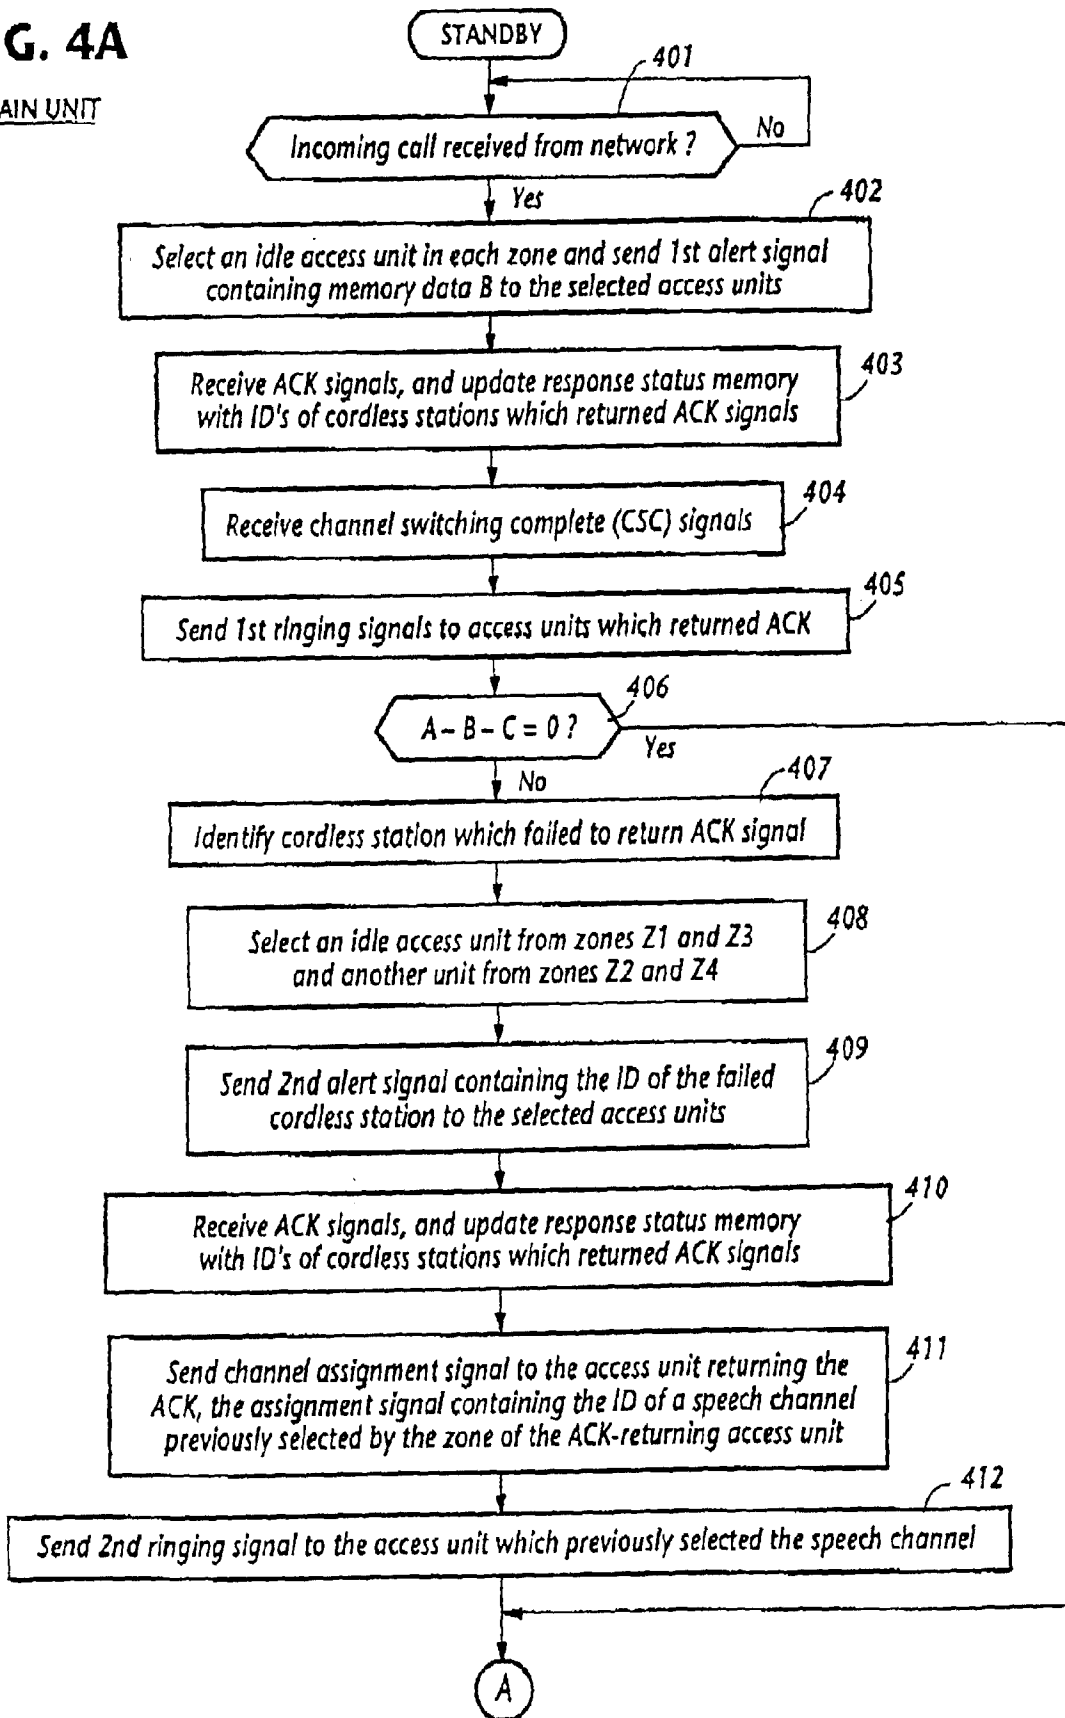 G. 4A
AIN UNIT
STANDBY
401
Incoming call received from network ?
No
Yes
402
Select an idle access unit in each zone and send 1st alert signal
containing memory data B to the selected access units
403
Receive ACK signals, and update response status memory
with ID's of cordless stations which returned ACK signals
404
Receive channel switching complete (CSC) signals
405
Send 1st ringing signals to access units which returned ACK
406
A – B – C = 0 ?
Yes
No
407
Identify cordless station which failed to return ACK signal
408
Select an idle access unit from zones Z1 and Z3
and another unit from zones Z2 and Z4
409
Send 2nd alert signal containing the ID of the failed
cordless station to the selected access units
410
Receive ACK signals, and update response status memory
with ID's of cordless stations which returned ACK signals
411
Send channel assignment signal to the access unit returning the
ACK, the assignment signal containing the ID of a speech channel
previously selected by the zone of the ACK-returning access unit
412
Send 2nd ringing signal to the access unit which previously selected the speech channel
A